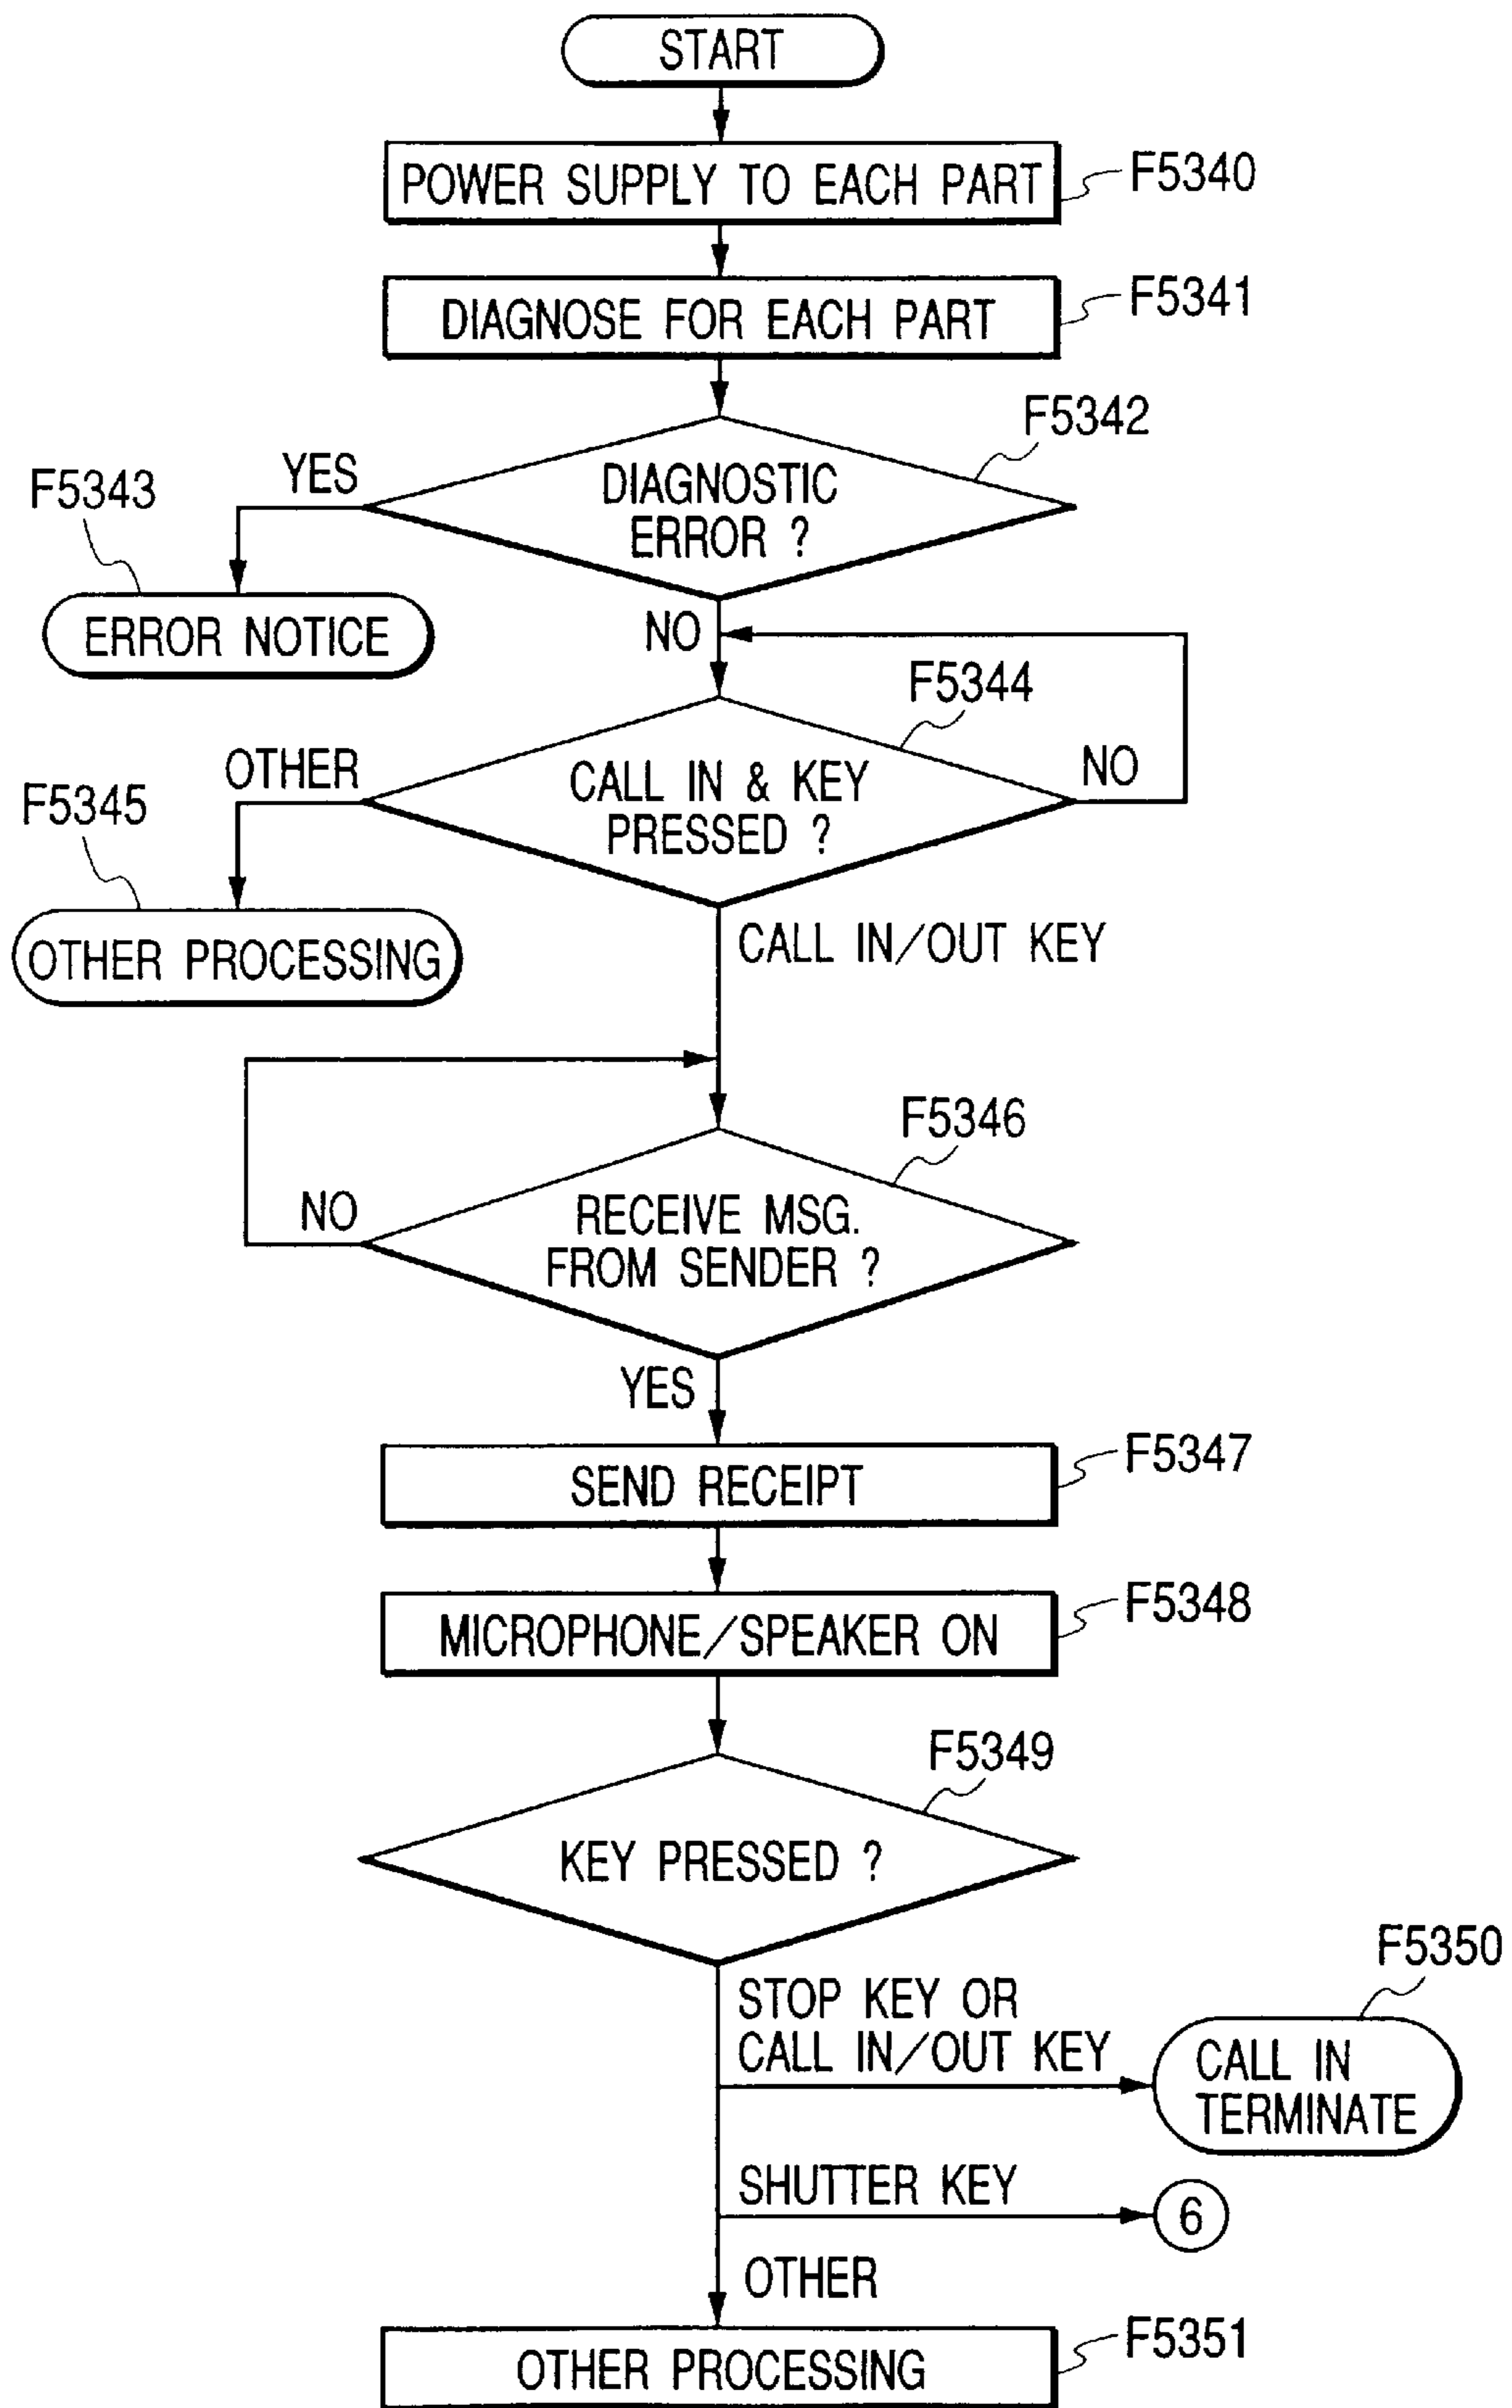 START
POWER SUPPLY TO EACH PART
F5340
DIAGNOSE FOR EACH PART
F5341
F5342
DIAGNOSTIC
ERROR ?
YES
F5343
ERROR NOTICE
NO
F5344
CALL IN & KEY
PRESSED ?
NO
OTHER
F5345
OTHER PROCESSING
CALL IN/OUT KEY
F5346
RECEIVE MSG.
FROM SENDER ?
NO
YES
SEND RECEIPT
F5347
MICROPHONE/SPEAKER ON
F5348
F5349
KEY PRESSED ?
STOP KEY OR
CALL IN/OUT KEY
F5350
CALL IN
TERMINATE
SHUTTER KEY
6
OTHER
OTHER PROCESSING
F5351